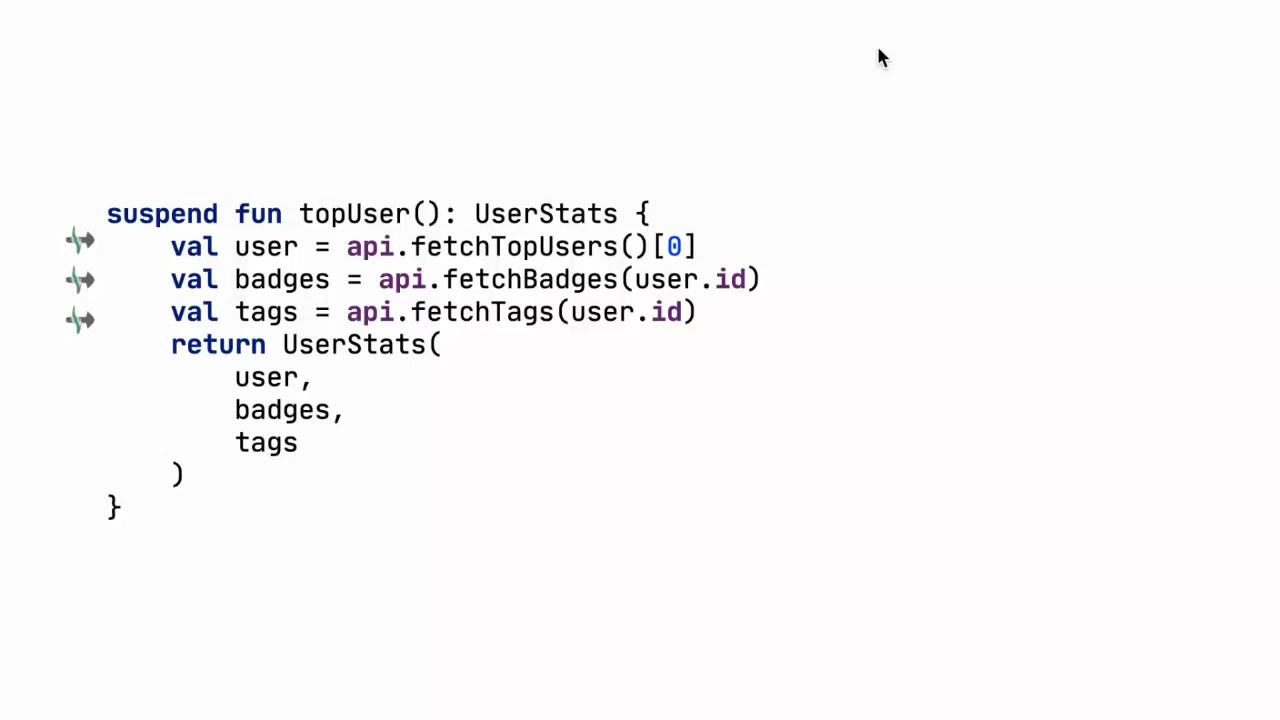 suspend fun topUser(): UserStats {
    val user = api.fetchTopUsers()[0]
    val badges = api.fetchBadges(user.id)
    val tags = api.fetchTags(user.id)
    return UserStats(
        user,
        badges,
        tags
    )
}